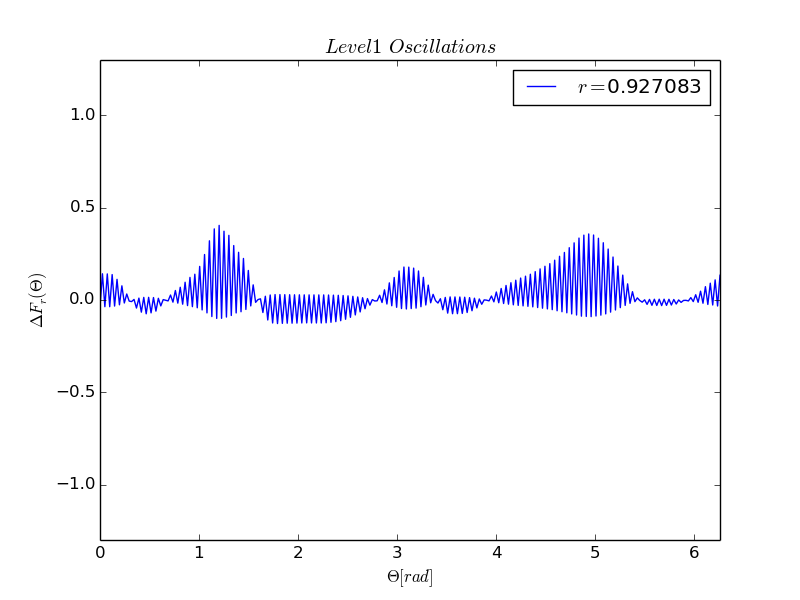 Level1 Oscillations
r=0.927083
1.0
0.5
0.0
−0.5
−1.0
ΔF_r(Θ)
0 1 2 3 4 5 6
Θ[rad]